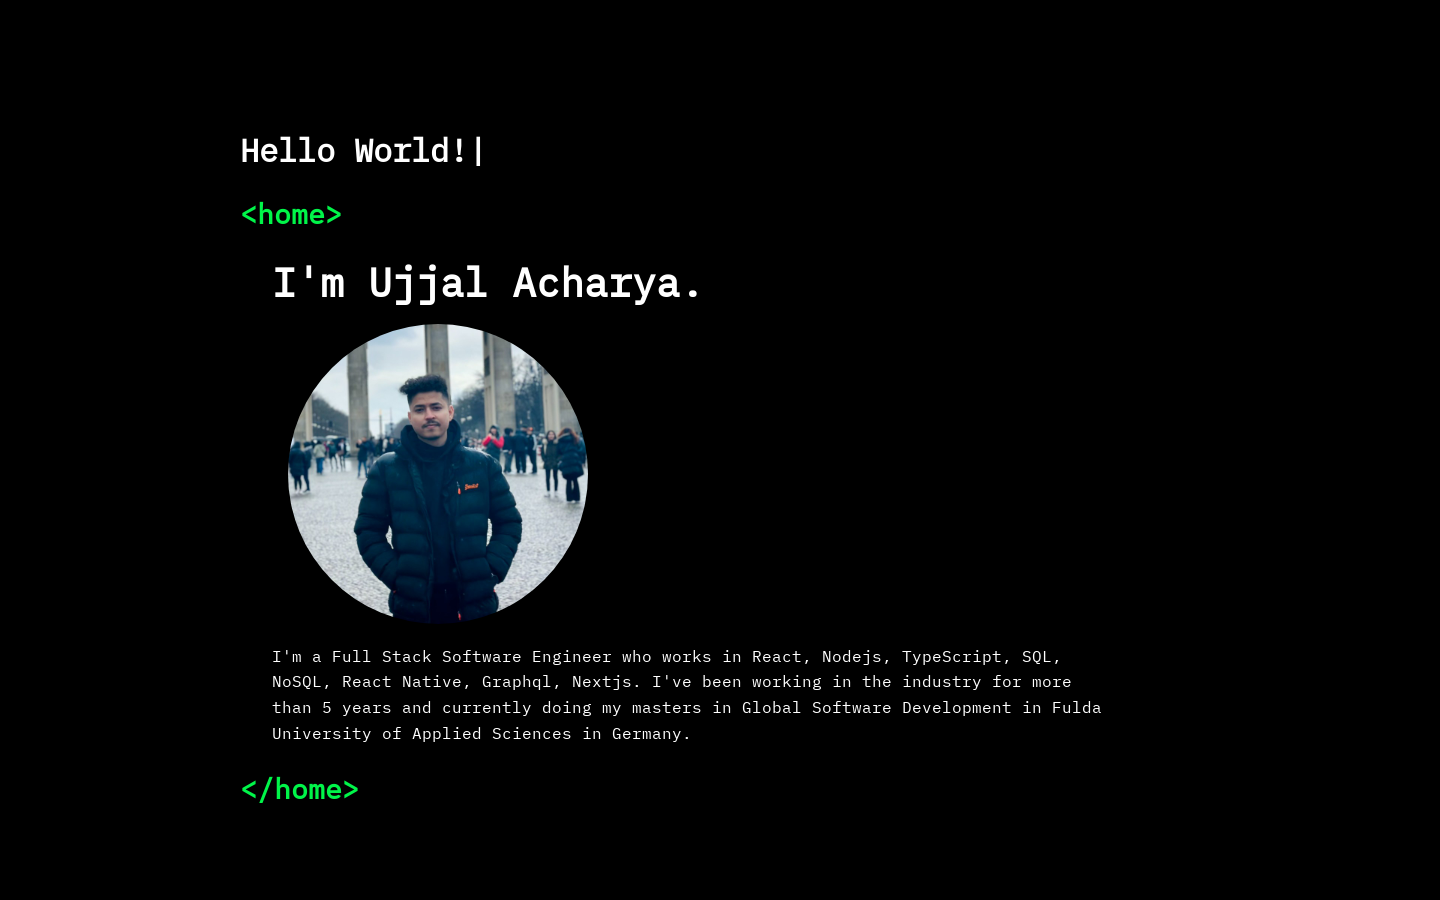 Hello World!|
<home>
I'm Ujjal Acharya.
I'm a Full Stack Software Engineer who works in React, Nodejs, TypeScript, SQL,
NoSQL, React Native, Graphql, Nextjs. I've been working in the industry for more
than 5 years and currently doing my masters in Global Software Development in Fulda
University of Applied Sciences in Germany.
</home>